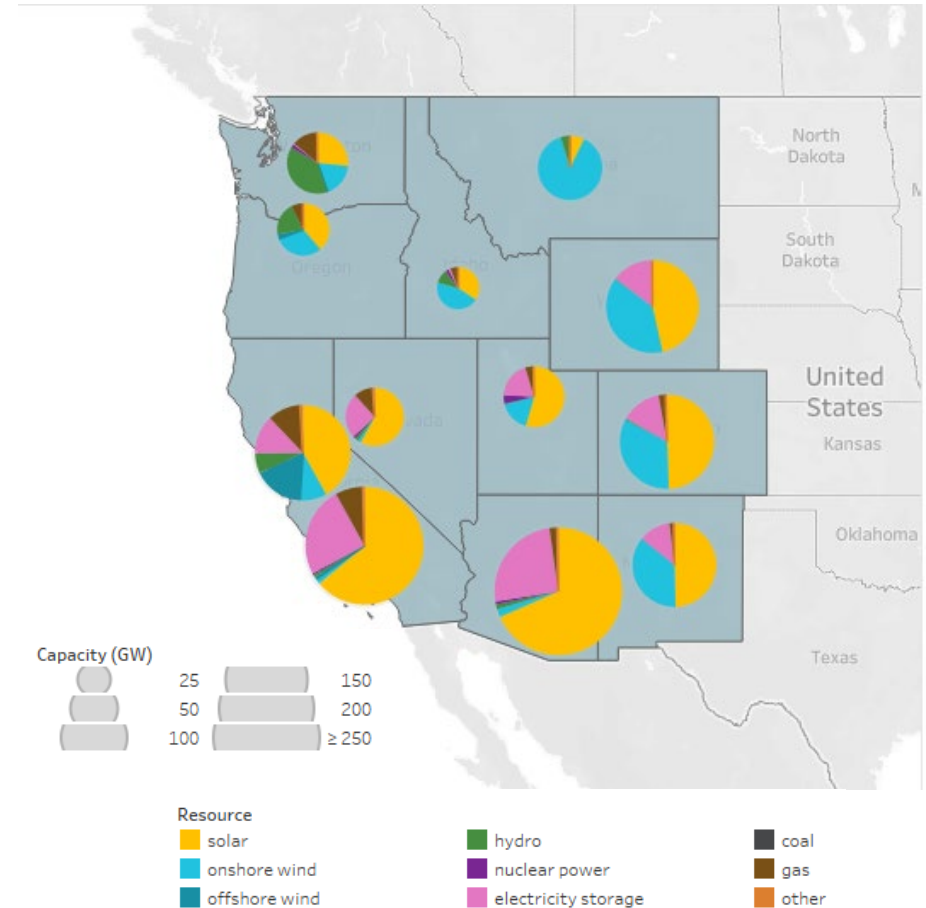 North
Dakota
South
Dakota
Oregon
United
States
Kansas
Oklahoma
Texas
Capacity (GW)
25 150
50 200
100 ≥ 250
Resource
solar hydro coal
onshore wind nuclear power gas
offshore wind electricity storage other